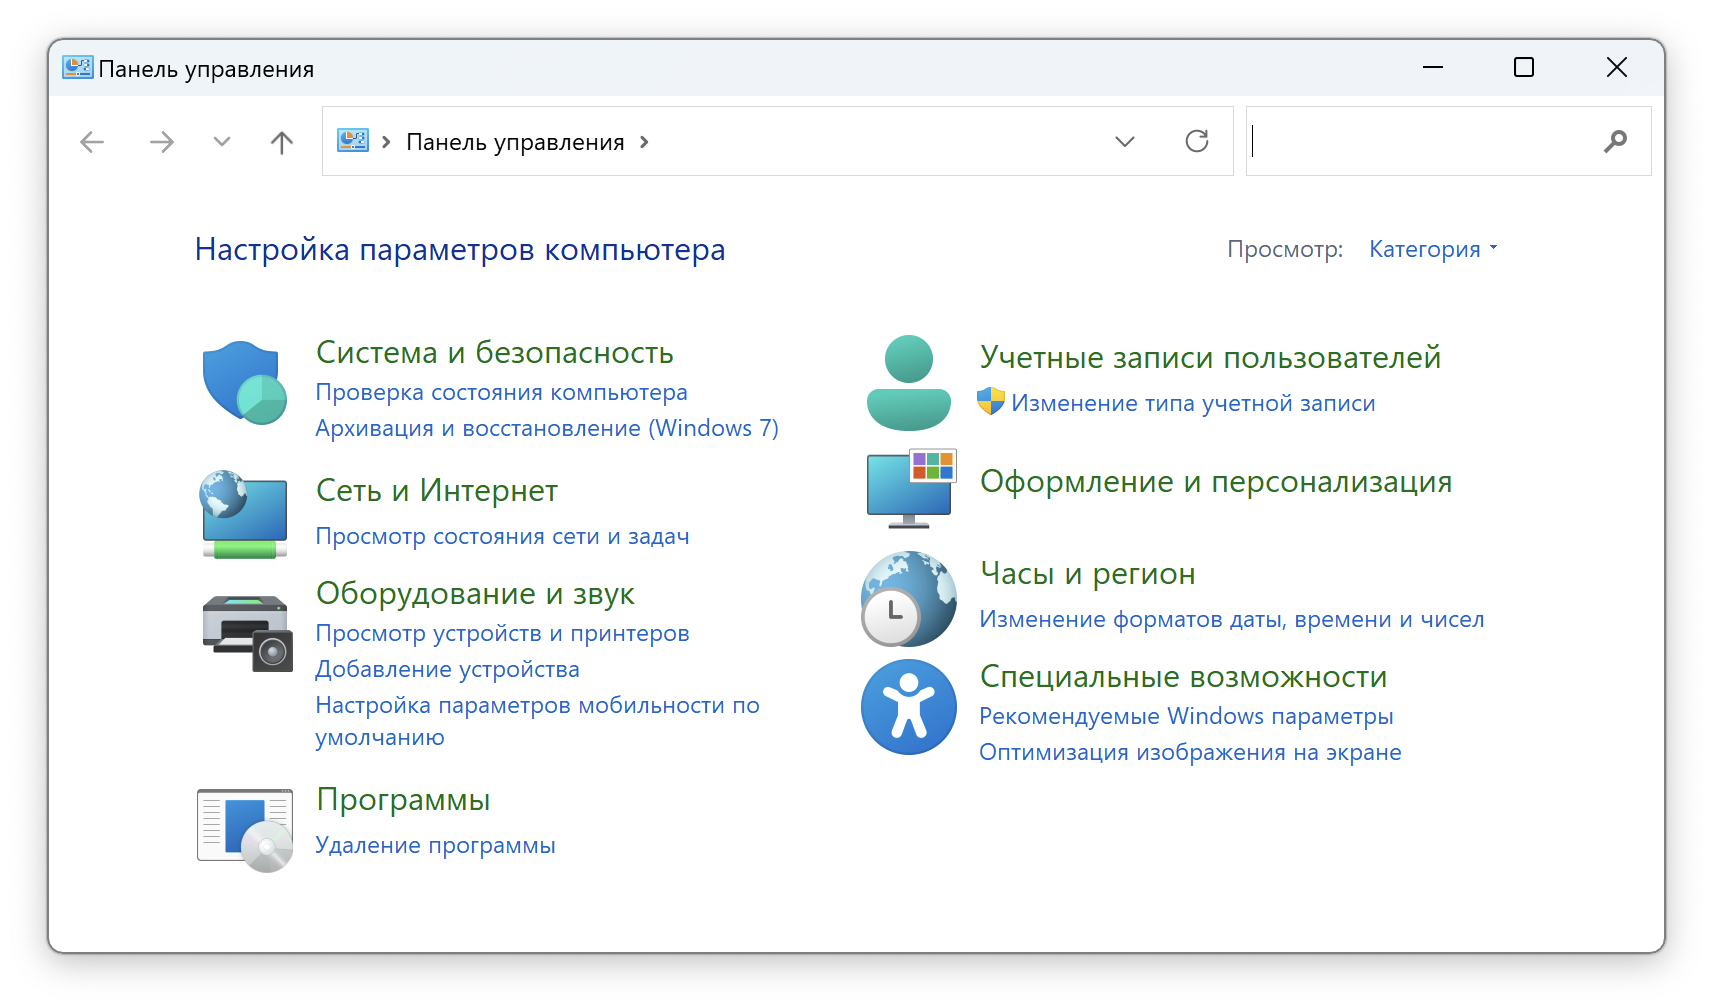 Панель управления
Панель управления
Настройка параметров компьютера
Просмотр: Категория
Система и безопасность
Проверка состояния компьютера
Архивация и восстановление (Windows 7)
Сеть и Интернет
Просмотр состояния сети и задач
Оборудование и звук
Просмотр устройств и принтеров
Добавление устройства
Настройка параметров мобильности по
умолчанию
Программы
Удаление программы
Учетные записи пользователей
Изменение типа учетной записи
Оформление и персонализация
Часы и регион
Изменение форматов даты, времени и чисел
Специальные возможности
Рекомендуемые Windows параметры
Оптимизация изображения на экране